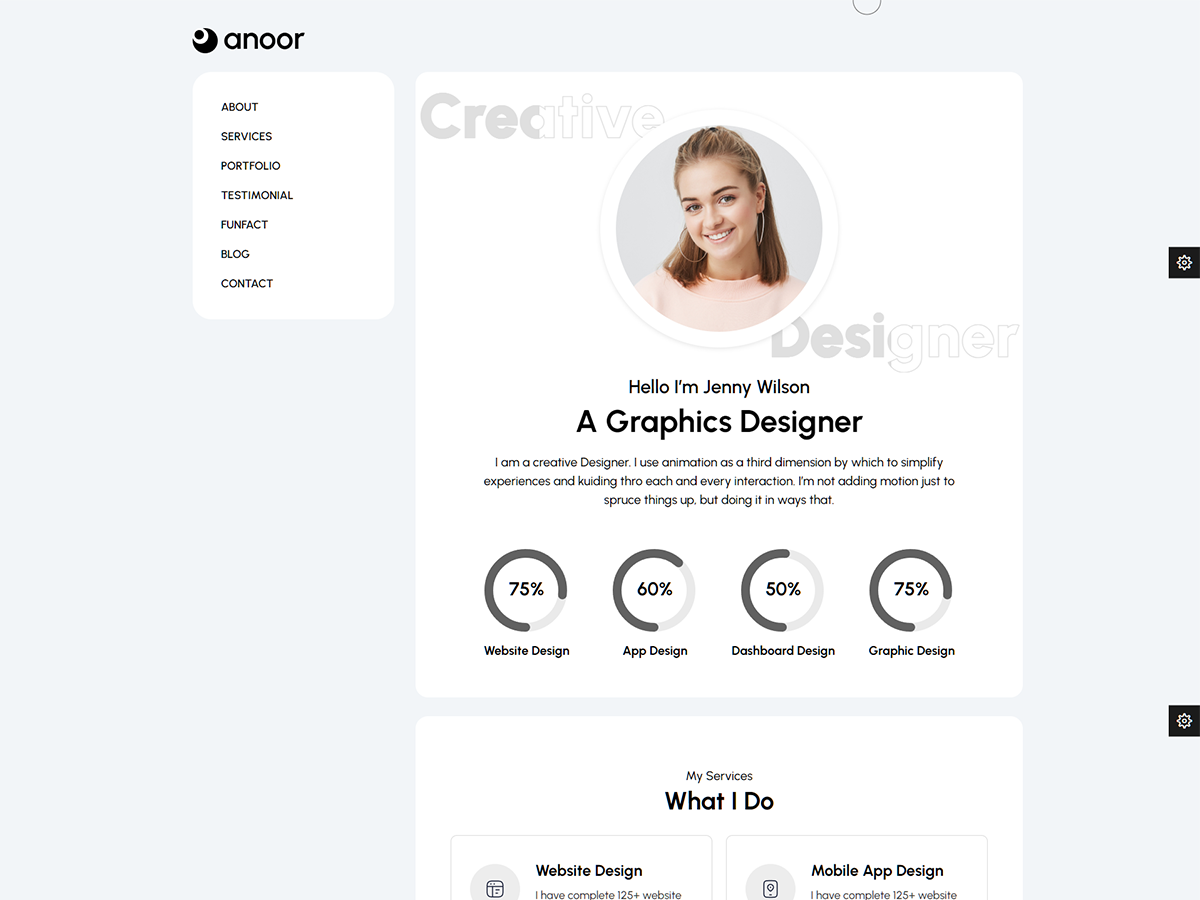 anoor
ABOUT
SERVICES
PORTFOLIO
TESTIMONIAL
FUNFACT
BLOG
CONTACT
Creative
Designer
Hello I'm Jenny Wilson
A Graphics Designer
I am a creative Designer. I use animation as a third dimension by which to simplify
experiences and kuiding thro each and every interaction. I'm not adding motion just to
spruce things up, but doing it in ways that.
75%
60%
50%
75%
Website Design
App Design
Dashboard Design
Graphic Design
My Services
What I Do
Website Design
I have complete 125+ website
Mobile App Design
I have complete 125+ website